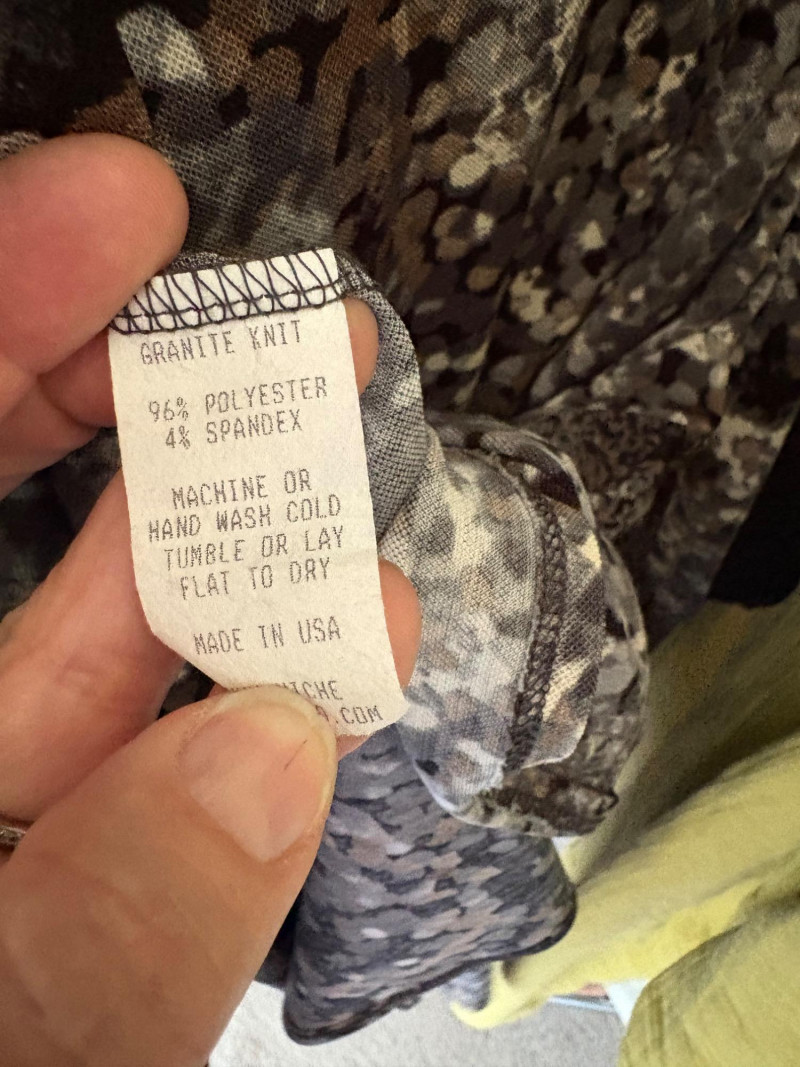 GRANITE KNIT
96% POLYESTER
4% SPANDEX
MACHINE OR
HAND WASH COLD
TUMBLE OR LAY
FLAT TO DRY
MADE IN USA